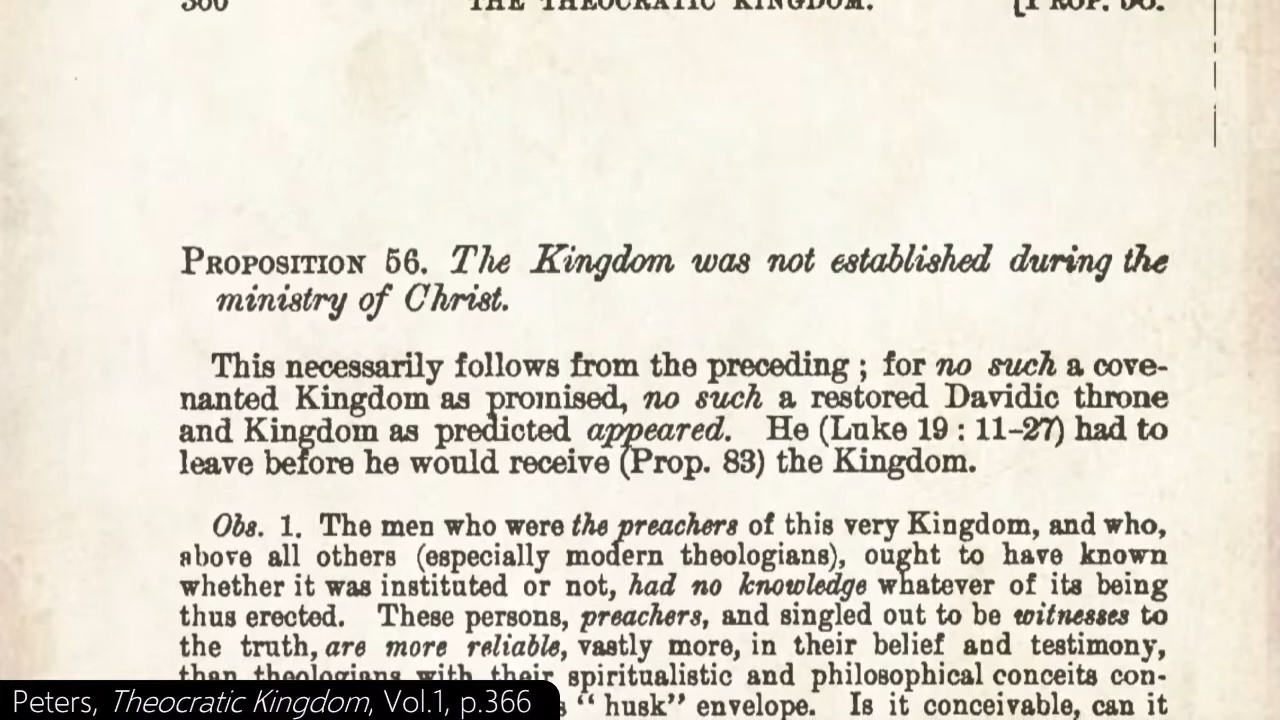 366 THE THEOCRATIC KINGDOM. [PROP. 56.
PROPOSITION 56. The Kingdom was not established during the
ministry of Christ.
This necessarily follows from the preceding ; for no such a cove-
nanted Kingdom as promised, no such a restored Davidic throne
and Kingdom as predicted appeared. He (Luke 19 : 11–27) had to
leave before he would receive (Prop. 83) the Kingdom.
Obs. 1. The men who were the preachers of this very Kingdom, and who,
above all others (especially modern theologians), ought to have known
whether it was instituted or not, had no knowledge whatever of its being
thus erected. These persons, preachers, and singled out to be witnesses to
the truth, are more reliable, vastly more, in their belief and testimony,
than theologians with their spiritualistic and philosophical conceits con-
“ husk” envelope. Is it conceivable, can it
Peters, Theocratic Kingdom, Vol.1, p.366